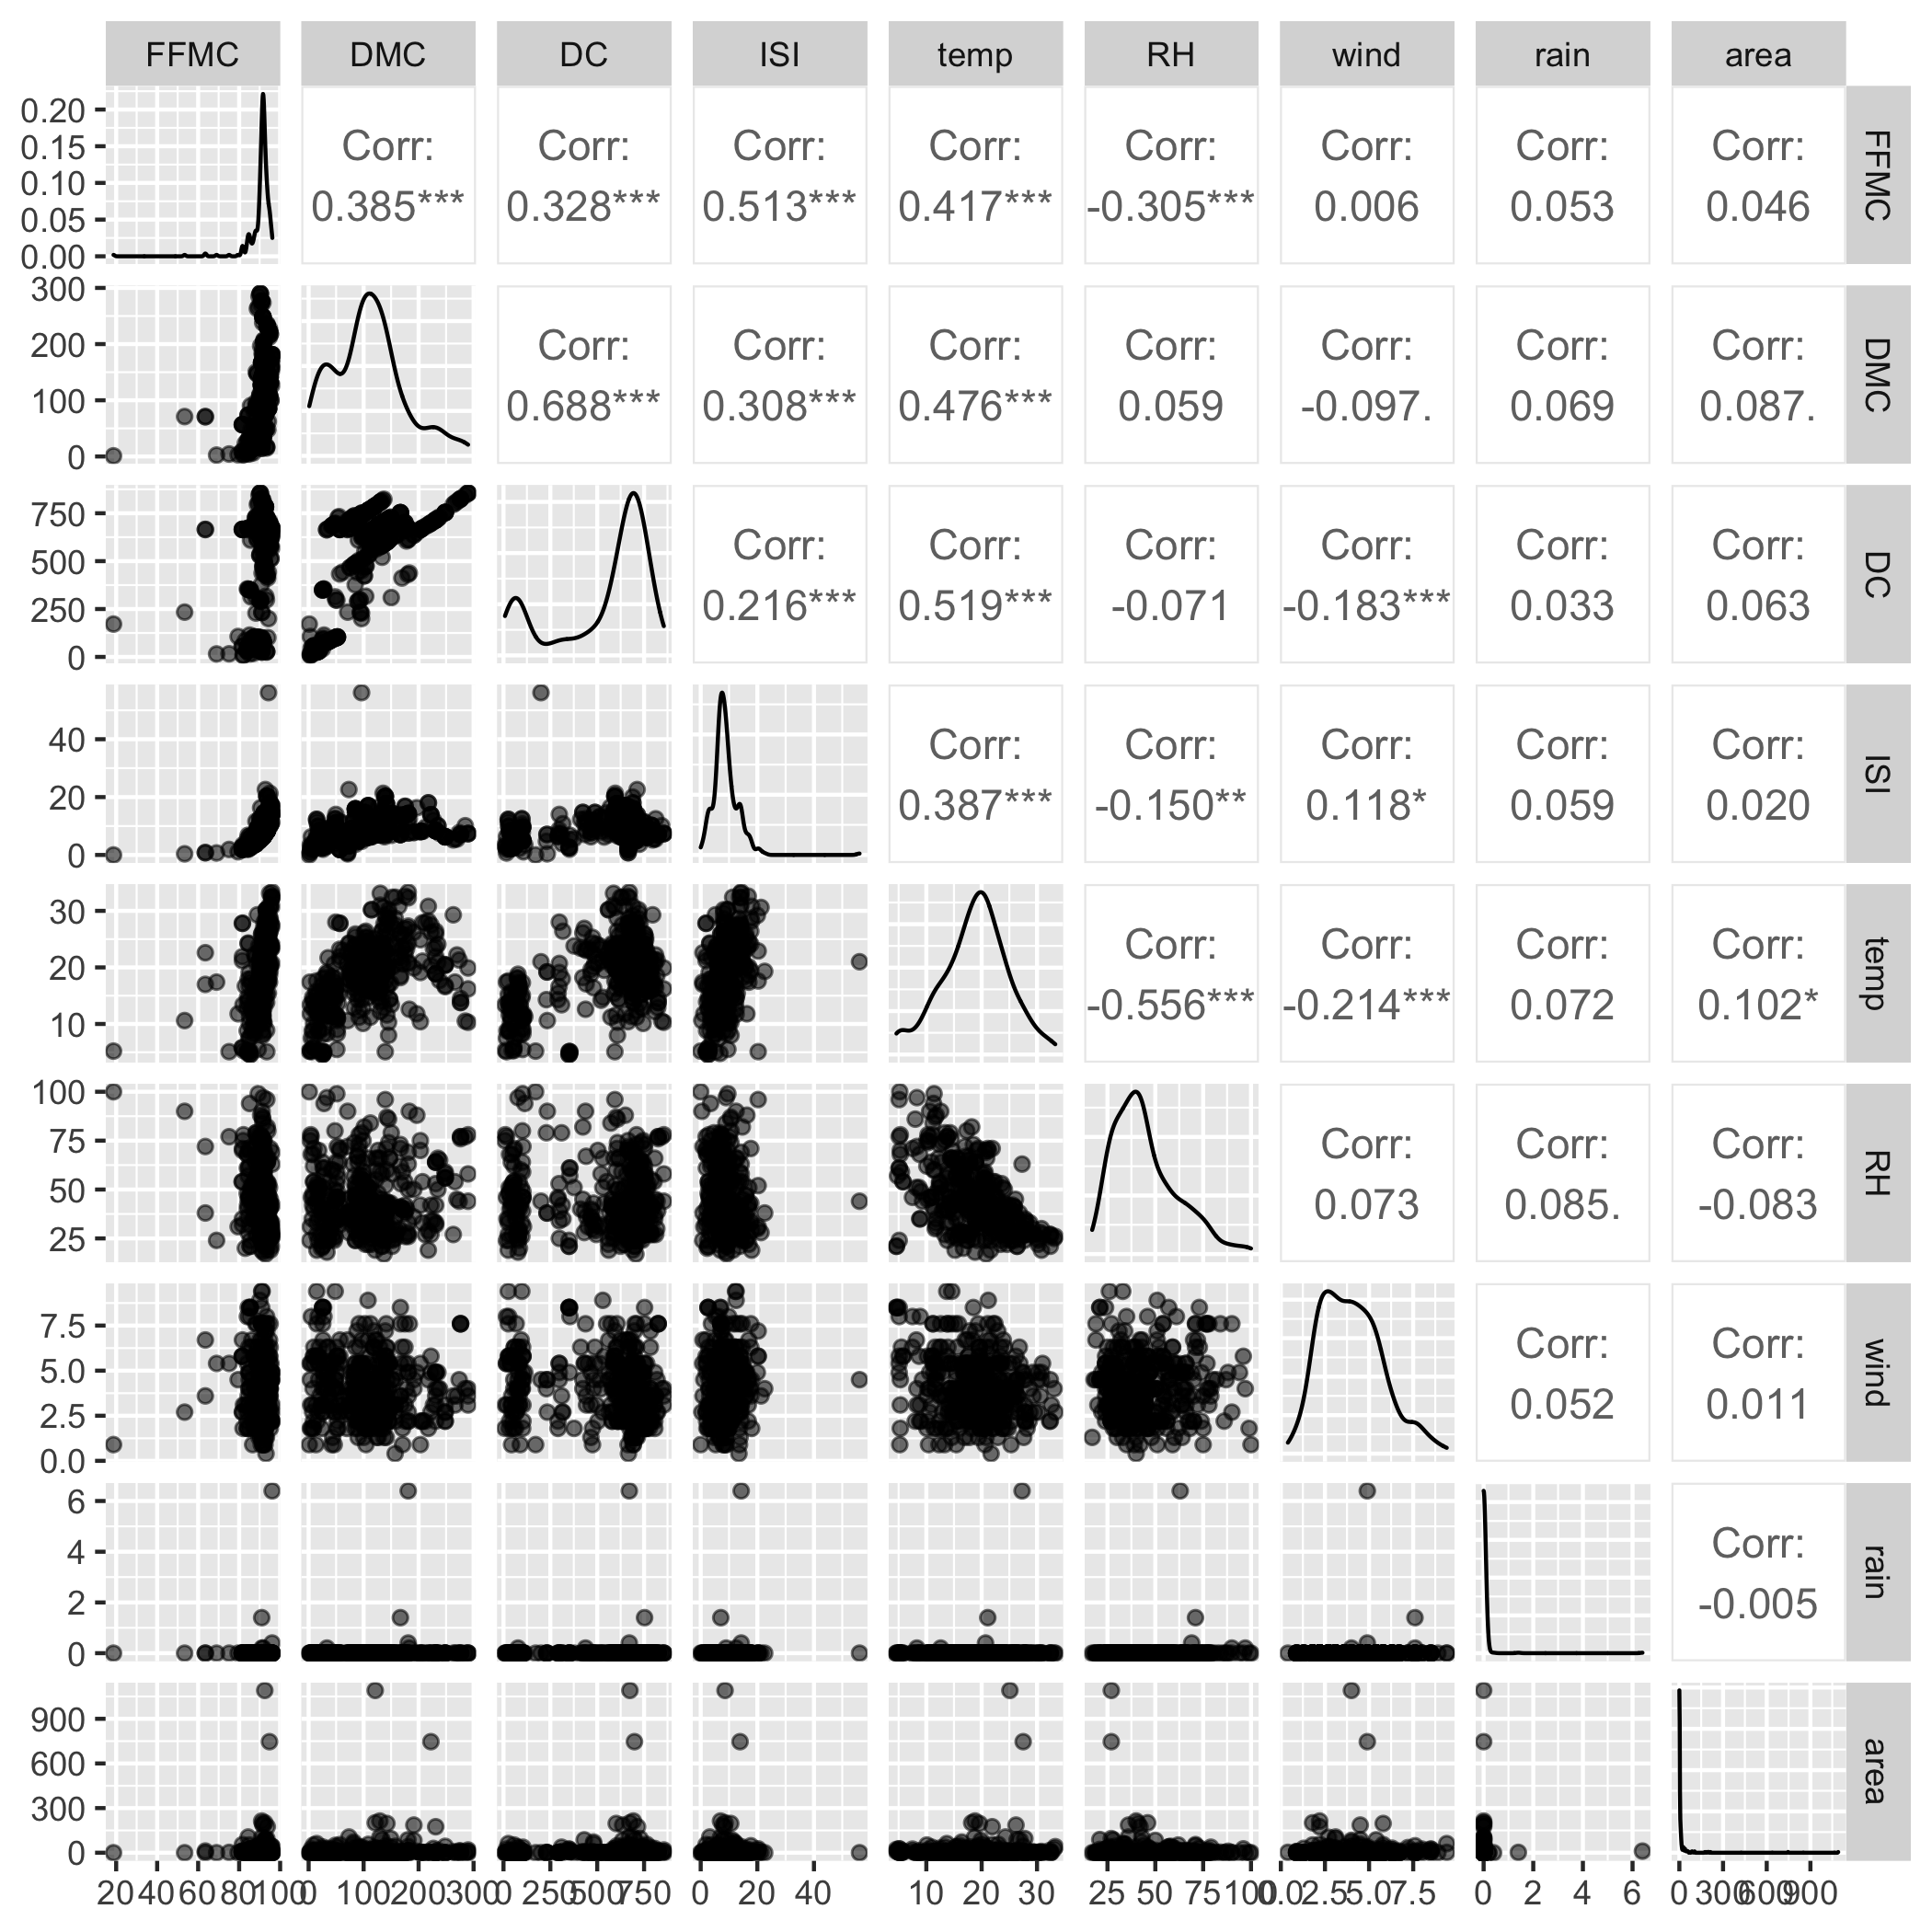 FFMC DMC DC ISI temp RH wind rain area
0.20
0.15
0.10
0.05
0.00
Corr: Corr: Corr: Corr: Corr: Corr: Corr: Corr:
0.385*** 0.328*** 0.513*** 0.417*** -0.305*** 0.006 0.053 0.046
FFMC
300
200
100
0
Corr: Corr: Corr: Corr: Corr: Corr: Corr:
0.688*** 0.308*** 0.476*** 0.059 -0.097. 0.069 0.087.
DMC
750
500
250
0
Corr: Corr: Corr: Corr: Corr: Corr:
0.216*** 0.519*** -0.071 -0.183*** 0.033 0.063
DC
40
20
0
Corr: Corr: Corr: Corr: Corr:
0.387*** -0.150** 0.118* 0.059 0.020
ISI
30
20
10
Corr: Corr: Corr: Corr:
-0.556*** -0.214*** 0.072 0.102*
temp
100
75
50
25
Corr: Corr: Corr:
0.073 0.085. -0.083
RH
7.5
5.0
2.5
0.0
Corr: Corr:
0.052 0.011
wind
6
4
2
0
Corr:
-0.005
rain
900
600
300
0
area
20 40 60 80 100 0 100 200 300 0 250 500 750 0 20 40 10 20 30 25 50 75 100 0.0 2.5 5.0 7.5 0 2 4 6 0 300 600 900